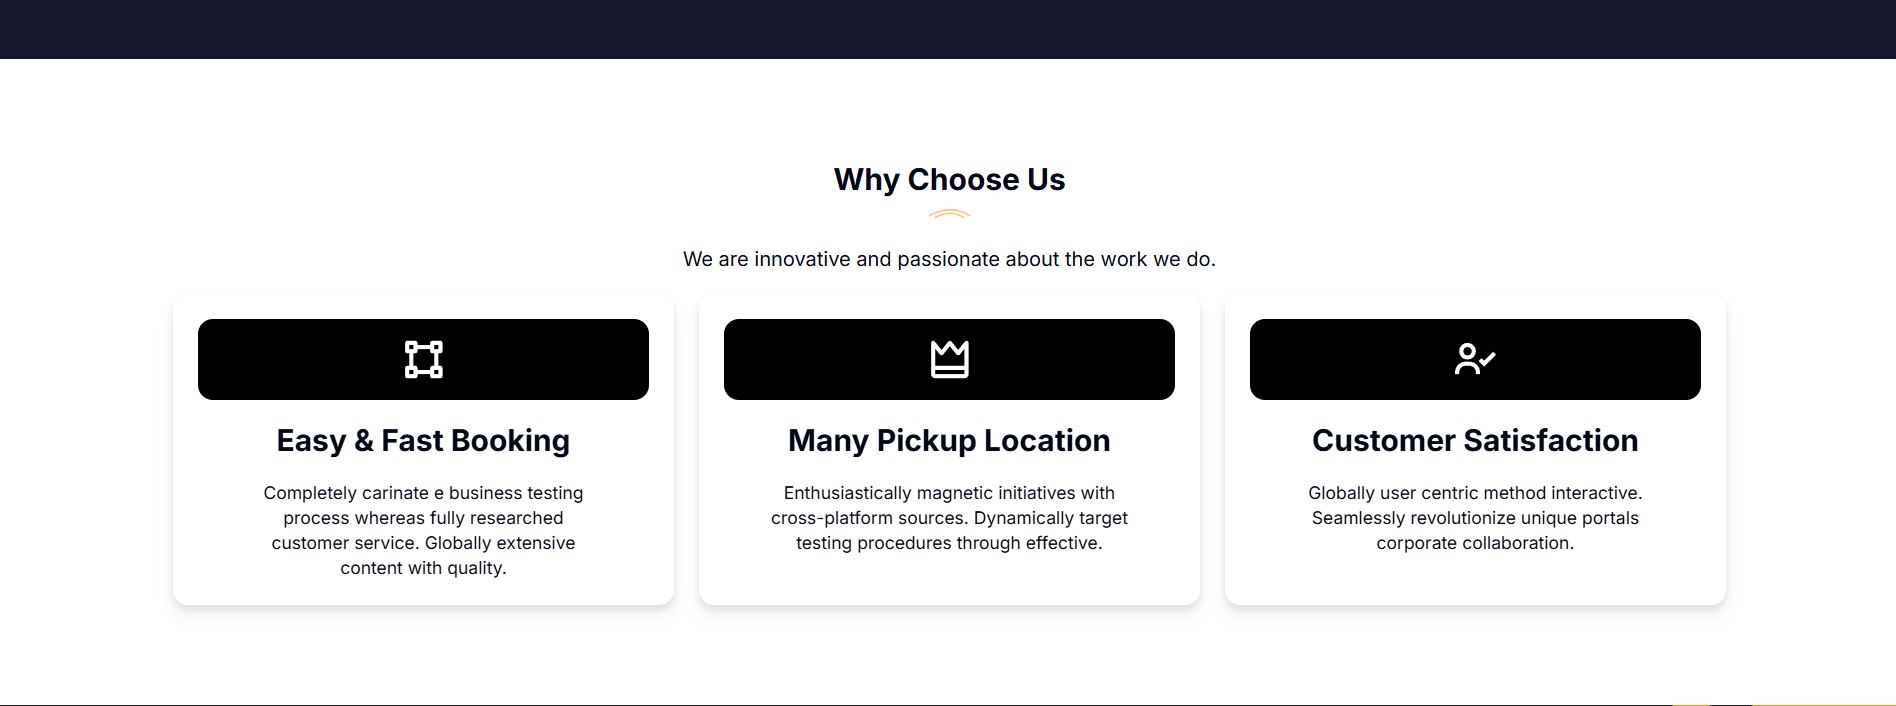 Why Choose Us
We are innovative and passionate about the work we do.
Easy & Fast Booking
Completely carinate e business testing
process whereas fully researched
customer service. Globally extensive
content with quality.
Many Pickup Location
Enthusiastically magnetic initiatives with
cross-platform sources. Dynamically target
testing procedures through effective.
Customer Satisfaction
Globally user centric method interactive.
Seamlessly revolutionize unique portals
corporate collaboration.